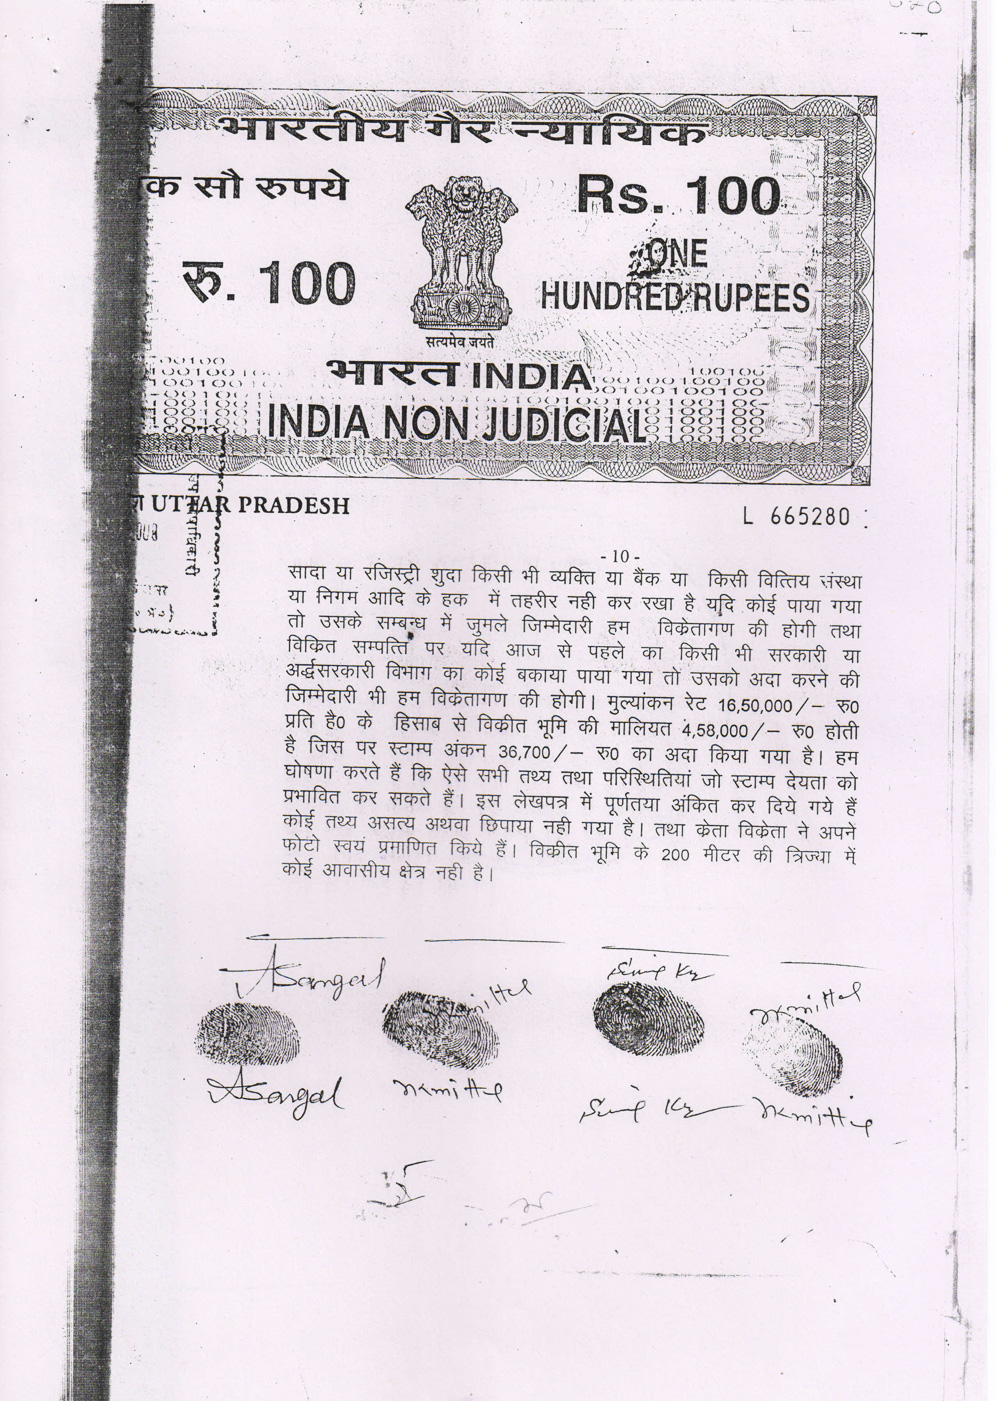 भारतीय गैर न्यायिक
क सौ रुपये
Rs. 100
रु. 100
ONE
HUNDRED RUPEES
सत्यमेव जयते
भारत INDIA
INDIA NON JUDICIAL
UTTAR PRADESH
L 665280
- 10 -
सादा या रजिस्ट्री शुदा किसी भी व्यक्ति या बैंक या किसी वित्तिय संस्था
या निगम आदि के हक में तहरीर नही कर रखा है यदि कोई पाया गया
तो उसके सम्बन्ध में जुमले जिम्मेदारी हम विक्रेतागण की होगी तथा
विक्रित सम्पत्ति पर यदि आज से पहले का किसी भी सरकारी या
अर्द्धसरकारी विभाग का कोई बकाया पाया गया तो उसको अदा करने की
जिम्मेदारी भी हम विक्रेतागण की होगी। मुल्यांकन रेट 16,50,000/– रु0
प्रति है0 के हिसाब से विक्रीत भूमि की मालियत 4,58,000/– रु0 होती
है जिस पर स्टाम्प अंकन 36,700/– रु0 का अदा किया गया है। हम
घोषणा करते हैं कि ऐसे सभी तथ्य तथा परिस्थितियां जो स्टाम्प देयता को
प्रभावित कर सकते हैं। इस लेखपत्र में पूर्णतया अंकित कर दिये गये हैं
कोई तथ्य असत्य अथवा छिपाया नही गया है। तथा क्रेता विक्रेता ने अपने
फोटो स्वयं प्रमाणित किये हैं। विक्रीत भूमि के 200 मीटर की त्रिज्या में
कोई आवासीय क्षेत्र नही है।
ASangal
nkmittal
nkmittal
ASangal
nkmittal
nkmittal